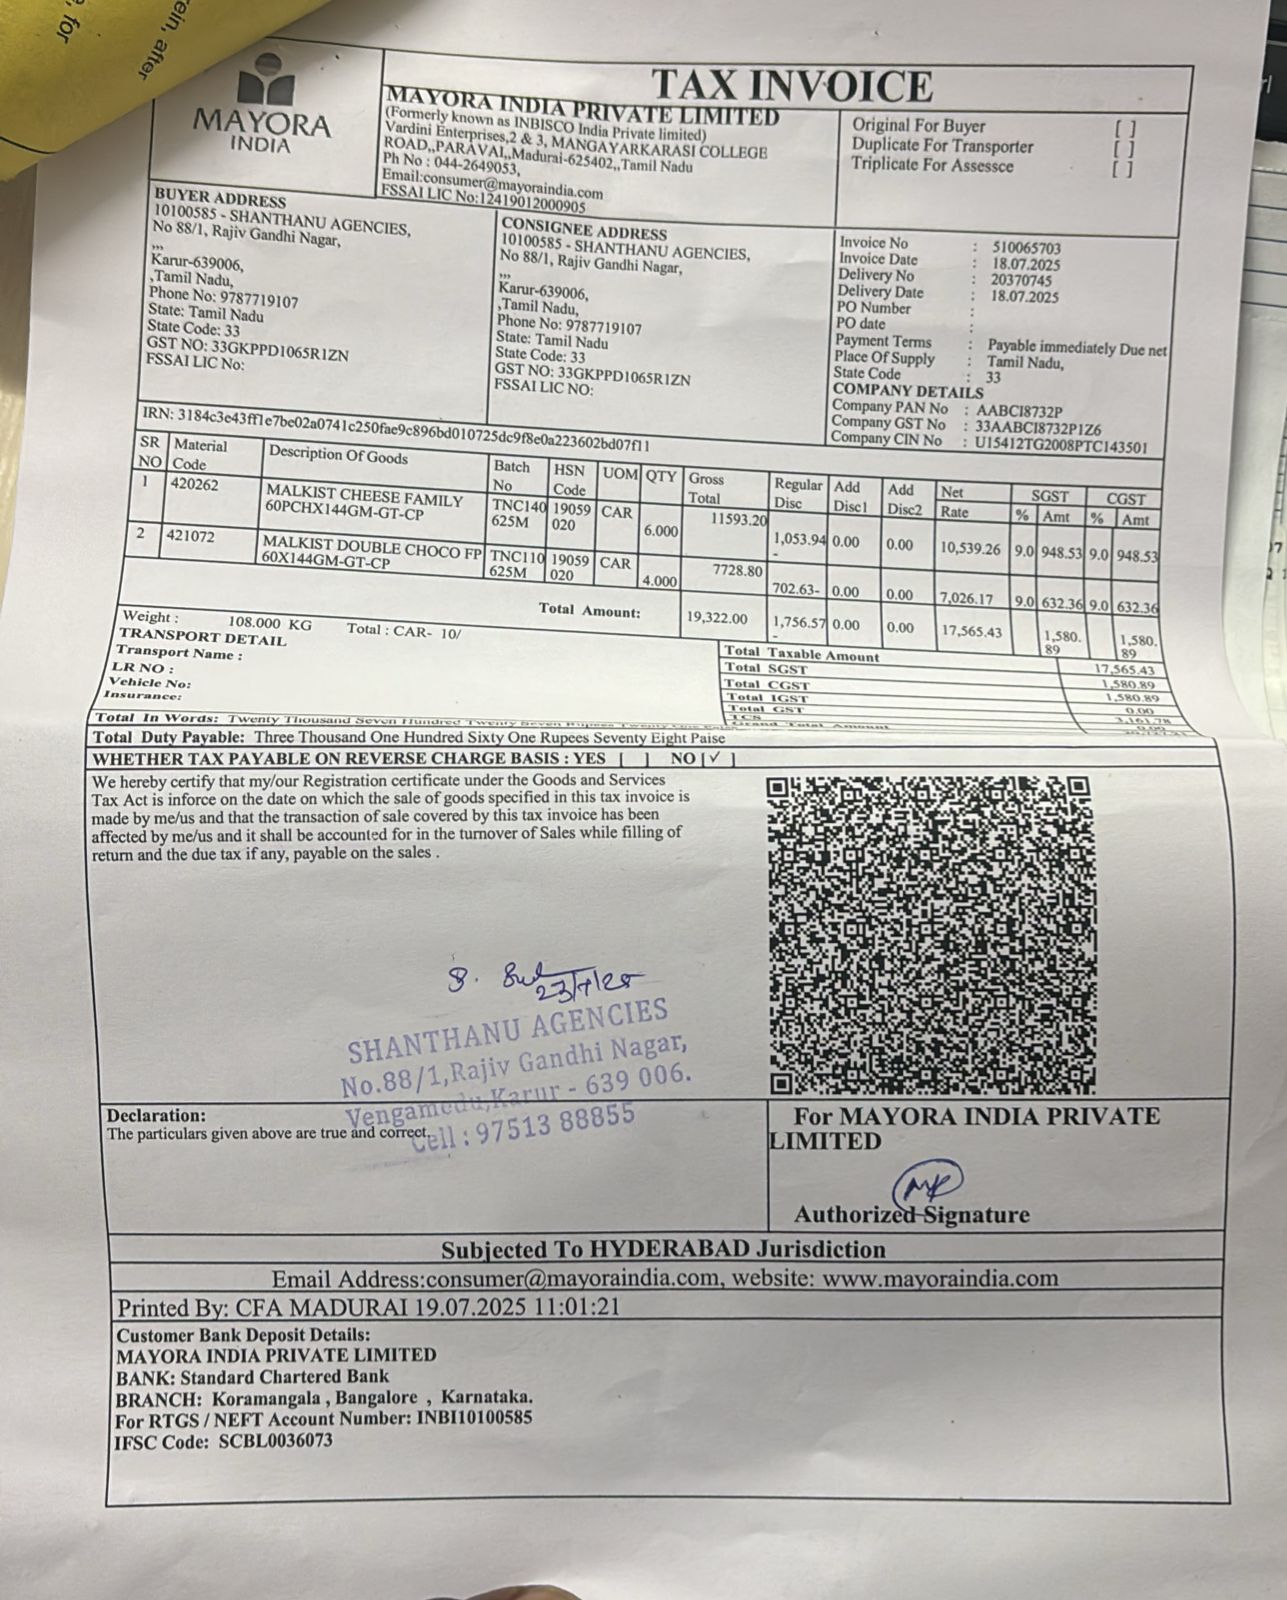 rein, after
for
MAYORA
INDIA
TAX INVOICE
MAYORA INDIA PRIVATE LIMITED
(Formerly known as INBISCO India Private limited)
Vardini Enterprises,2 & 3, MANGAYARKARASI COLLEGE
ROAD,,PARAVAI,,Madurai-625402,,Tamil Nadu
Ph No : 044-2649053,
Email:consumer@mayoraindia.com
FSSAI LIC No:12419012000905
Original For Buyer [ ]
Duplicate For Transporter [ ]
Triplicate For Assessce [ ]
BUYER ADDRESS
10100585 - SHANTHANU AGENCIES,
No 88/1, Rajiv Gandhi Nagar,
,,,
Karur-639006,
,Tamil Nadu,
Phone No: 9787719107
State: Tamil Nadu
State Code: 33
GST NO: 33GKPPD1065R1ZN
FSSAI LIC No:
CONSIGNEE ADDRESS
10100585 - SHANTHANU AGENCIES,
No 88/1, Rajiv Gandhi Nagar,
,,,
Karur-639006,
,Tamil Nadu,
Phone No: 9787719107
State: Tamil Nadu
State Code: 33
GST NO: 33GKPPD1065R1ZN
FSSAI LIC NO:
Invoice No : 510065703
Invoice Date : 18.07.2025
Delivery No : 20370745
Delivery Date : 18.07.2025
PO Number :
PO date :
Payment Terms : Payable immediately Due net
Place Of Supply : Tamil Nadu,
State Code : 33
COMPANY DETAILS
Company PAN No : AABCI8732P
Company GST No : 33AABCI8732P1Z6
Company CIN No : U15412TG2008PTC143501
IRN: 3184c3e43ff1e7be02a0741c250fae9c896bd010725dc9f8e0a223602bd07f11
SR NO Material Code Description Of Goods Batch No HSN Code UOM QTY Gross Total Regular Disc Add Disc1 Add Disc2 Net Rate SGST % Amt CGST % Amt
1 420262 MALKIST CHEESE FAMILY 60PCHX144GM-GT-CP TNC140625M 19059020 CAR 6.000 11593.20 1,053.94- 0.00 0.00 10,539.26 9.0 948.53 9.0 948.53
2 421072 MALKIST DOUBLE CHOCO FP 60X144GM-GT-CP TNC110625M 19059020 CAR 4.000 7728.80 702.63- 0.00 0.00 7,026.17 9.0 632.36 9.0 632.36
Total Amount: 19,322.00 1,756.57- 0.00 0.00 17,565.43 1,580.89 1,580.89
Weight : 108.000 KG Total : CAR- 10/
TRANSPORT DETAIL
Transport Name :
LR NO :
Vehicle No:
Insurance:
Total Taxable Amount 17,565.43
Total SGST 1,580.89
Total CGST 1,580.89
Total IGST 0.00
Total GST 3,161.78
TCS 0.00
Grand Total Amount
Total In Words: Twenty Thousand Seven Hundred Twenty Seven Rupees Twenty One
Total Duty Payable: Three Thousand One Hundred Sixty One Rupees Seventy Eight Paise
WHETHER TAX PAYABLE ON REVERSE CHARGE BASIS : YES [ ] NO [✓ ]
We hereby certify that my/our Registration certificate under the Goods and Services
Tax Act is inforce on the date on which the sale of goods specified in this tax invoice is
made by me/us and that the transaction of sale covered by this tax invoice has been
affected by me/us and it shall be accounted for in the turnover of Sales while filling of
return and the due tax if any, payable on the sales .
23/7/25
SHANTHANU AGENCIES
No.88/1,Rajiv Gandhi Nagar,
Vengamedu,Karur - 639 006.
Cell : 97513 88855
Declaration:
The particulars given above are true and correct.
For MAYORA INDIA PRIVATE
LIMITED
Authorized Signature
Subjected To HYDERABAD Jurisdiction
Email Address:consumer@mayoraindia.com, website: www.mayoraindia.com
Printed By: CFA MADURAI 19.07.2025 11:01:21
Customer Bank Deposit Details:
MAYORA INDIA PRIVATE LIMITED
BANK: Standard Chartered Bank
BRANCH: Koramangala , Bangalore , Karnataka.
For RTGS / NEFT Account Number: INBI10100585
IFSC Code: SCBL0036073